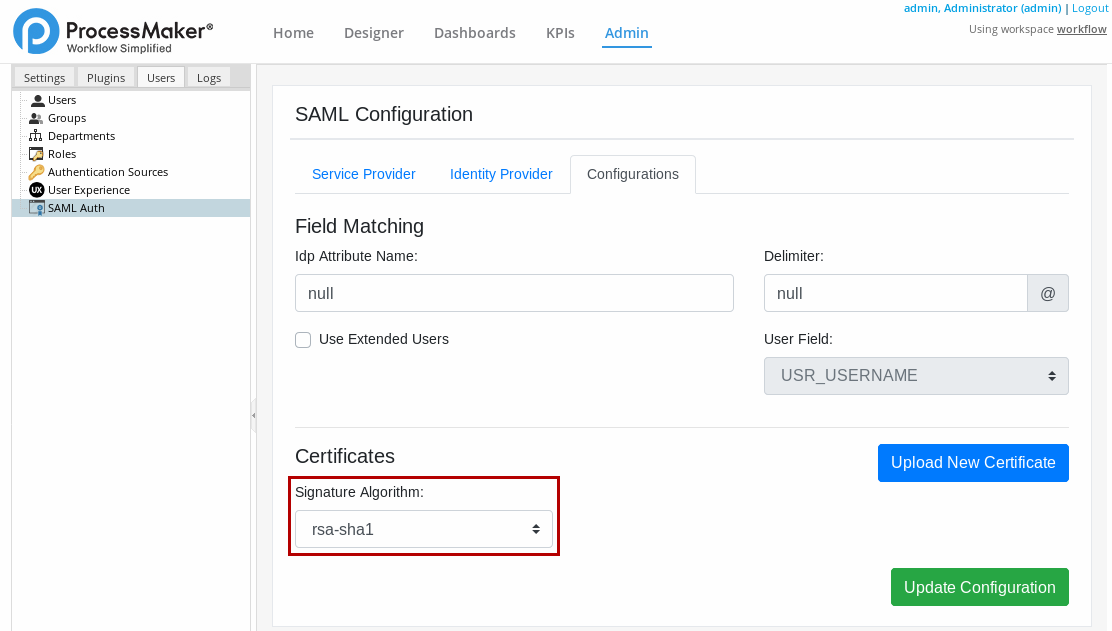 admin, Administrator (admin) | Logout
Using workspace workflow
ProcessMaker®
Workflow Simplified
Home Designer Dashboards KPIs Admin
Settings Plugins Users Logs
Users
Groups
Departments
Roles
Authentication Sources
UX User Experience
SAML Auth
SAML Configuration
Service Provider Identity Provider Configurations
Field Matching
Idp Attribute Name: Delimiter:
null null @
Use Extended Users User Field:
USR_USERNAME
Certificates Upload New Certificate
Signature Algorithm:
rsa-sha1
Update Configuration